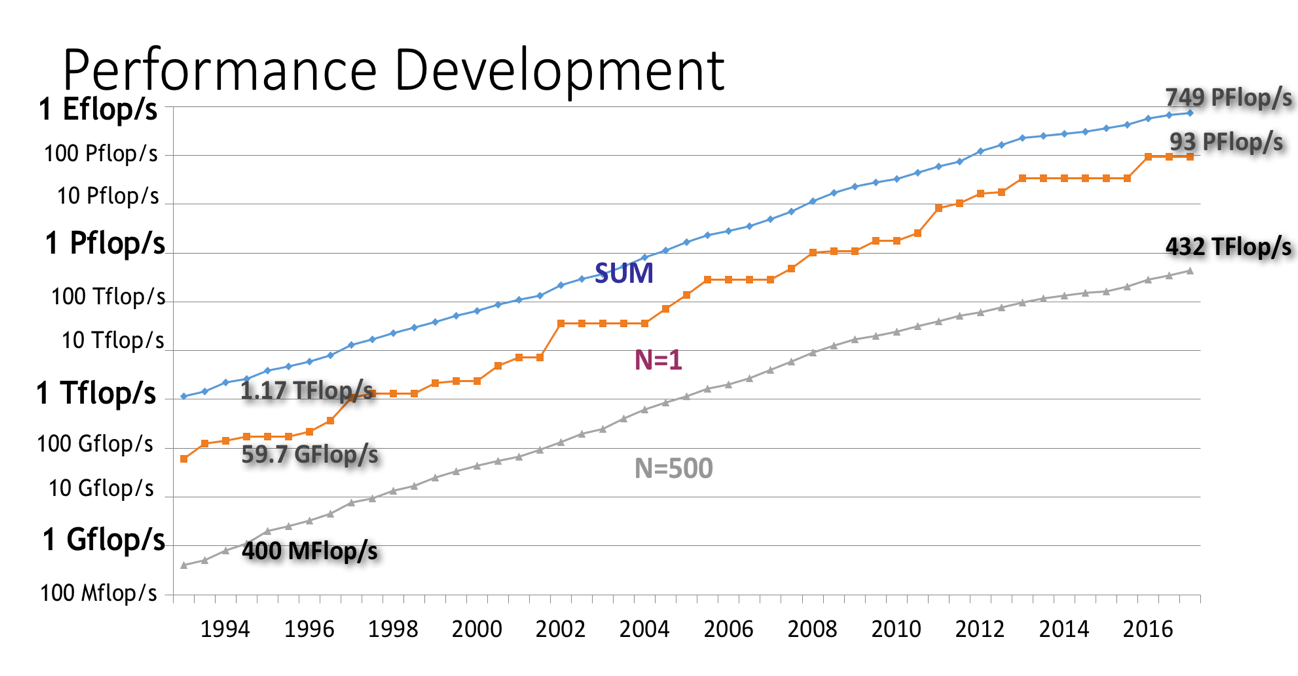 Performance Development
1 Eflop/s
749 PFlop/s
100 Pflop/s
93 PFlop/s
10 Pflop/s
1 Pflop/s
432 TFlop/s
SUM
100 Tflop/s
10 Tflop/s
N=1
1 Tflop/s
1.17 TFlop/s
100 Gflop/s
59.7 GFlop/s
N=500
10 Gflop/s
1 Gflop/s
400 MFlop/s
100 Mflop/s
1994 1996 1998 2000 2002 2004 2006 2008 2010 2012 2014 2016